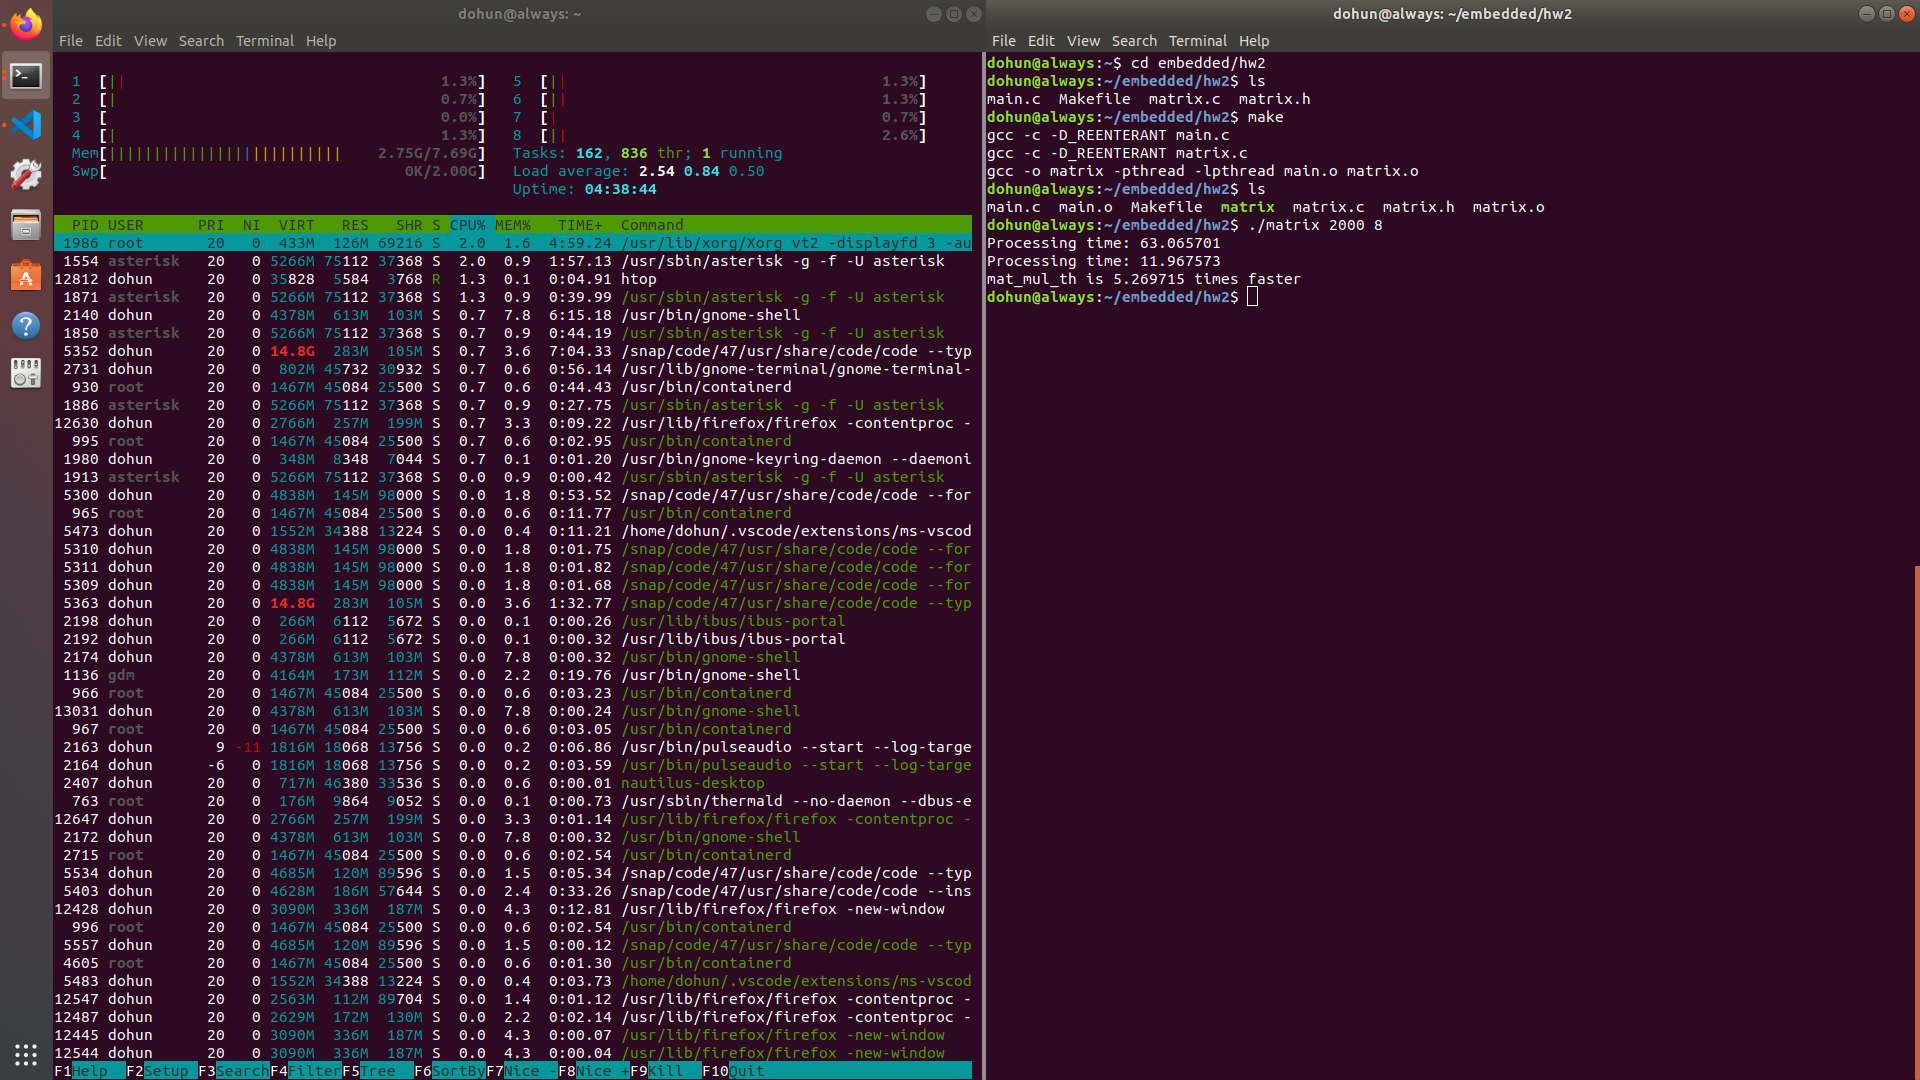 dohun@always: ~
File Edit View Search Terminal Help
1 [|| 1.3%] 5 [|| 1.3%]
2 [| 0.7%] 6 [|| 1.3%]
3 [ 0.0%] 7 [| 0.7%]
4 [| 1.3%] 8 [|| 2.6%]
Mem[|||||||||||||||||||||||||| 2.75G/7.69G] Tasks: 162, 836 thr; 1 running
Swp[ 0K/2.00G] Load average: 2.54 0.84 0.50
Uptime: 04:38:44
PID USER PRI NI VIRT RES SHR S CPU% MEM% TIME+ Command
1986 root 20 0 433M 126M 69216 S 2.0 1.6 4:59.24 /usr/lib/xorg/Xorg vt2 -displayfd 3 -au
1554 asterisk 20 0 5266M 75112 37368 S 2.0 0.9 1:57.13 /usr/sbin/asterisk -g -f -U asterisk
12812 dohun 20 0 35828 5584 3768 R 1.3 0.1 0:04.91 htop
1871 asterisk 20 0 5266M 75112 37368 S 1.3 0.9 0:39.99 /usr/sbin/asterisk -g -f -U asterisk
2140 dohun 20 0 4378M 613M 103M S 0.7 7.8 6:15.18 /usr/bin/gnome-shell
1850 asterisk 20 0 5266M 75112 37368 S 0.7 0.9 0:44.19 /usr/sbin/asterisk -g -f -U asterisk
5352 dohun 20 0 14.8G 283M 105M S 0.7 3.6 7:04.33 /snap/code/47/usr/share/code/code --typ
2731 dohun 20 0 802M 45732 30932 S 0.7 0.6 0:56.14 /usr/lib/gnome-terminal/gnome-terminal-
930 root 20 0 1467M 45084 25500 S 0.7 0.6 0:44.43 /usr/bin/containerd
1886 asterisk 20 0 5266M 75112 37368 S 0.7 0.9 0:27.75 /usr/sbin/asterisk -g -f -U asterisk
12630 dohun 20 0 2766M 257M 199M S 0.7 3.3 0:09.22 /usr/lib/firefox/firefox -contentproc -
995 root 20 0 1467M 45084 25500 S 0.7 0.6 0:02.95 /usr/bin/containerd
1980 dohun 20 0 348M 8348 7044 S 0.7 0.1 0:01.20 /usr/bin/gnome-keyring-daemon --daemoni
1913 asterisk 20 0 5266M 75112 37368 S 0.0 0.9 0:00.42 /usr/sbin/asterisk -g -f -U asterisk
5300 dohun 20 0 4838M 145M 98000 S 0.0 1.8 0:53.52 /snap/code/47/usr/share/code/code --for
965 root 20 0 1467M 45084 25500 S 0.0 0.6 0:11.77 /usr/bin/containerd
5473 dohun 20 0 1552M 34388 13224 S 0.0 0.4 0:11.21 /home/dohun/.vscode/extensions/ms-vscod
5310 dohun 20 0 4838M 145M 98000 S 0.0 1.8 0:01.75 /snap/code/47/usr/share/code/code --for
5311 dohun 20 0 4838M 145M 98000 S 0.0 1.8 0:01.82 /snap/code/47/usr/share/code/code --for
5309 dohun 20 0 4838M 145M 98000 S 0.0 1.8 0:01.68 /snap/code/47/usr/share/code/code --for
5363 dohun 20 0 14.8G 283M 105M S 0.0 3.6 1:32.77 /snap/code/47/usr/share/code/code --typ
2198 dohun 20 0 266M 6112 5672 S 0.0 0.1 0:00.26 /usr/lib/ibus/ibus-portal
2192 dohun 20 0 266M 6112 5672 S 0.0 0.1 0:00.32 /usr/lib/ibus/ibus-portal
2174 dohun 20 0 4378M 613M 103M S 0.0 7.8 0:00.32 /usr/bin/gnome-shell
1136 gdm 20 0 4164M 173M 112M S 0.0 2.2 0:19.76 /usr/bin/gnome-shell
966 root 20 0 1467M 45084 25500 S 0.0 0.6 0:03.23 /usr/bin/containerd
13031 dohun 20 0 4378M 613M 103M S 0.0 7.8 0:00.24 /usr/bin/gnome-shell
967 root 20 0 1467M 45084 25500 S 0.0 0.6 0:03.05 /usr/bin/containerd
2163 dohun 9 -11 1816M 18068 13756 S 0.0 0.2 0:06.86 /usr/bin/pulseaudio --start --log-targe
2164 dohun -6 0 1816M 18068 13756 S 0.0 0.2 0:03.59 /usr/bin/pulseaudio --start --log-targe
2407 dohun 20 0 717M 46380 33536 S 0.0 0.6 0:00.01 nautilus-desktop
763 root 20 0 176M 9864 9052 S 0.0 0.1 0:00.73 /usr/sbin/thermald --no-daemon --dbus-e
12647 dohun 20 0 2766M 257M 199M S 0.0 3.3 0:01.14 /usr/lib/firefox/firefox -contentproc -
2172 dohun 20 0 4378M 613M 103M S 0.0 7.8 0:00.32 /usr/bin/gnome-shell
2715 root 20 0 1467M 45084 25500 S 0.0 0.6 0:02.54 /usr/bin/containerd
5534 dohun 20 0 4685M 120M 89596 S 0.0 1.5 0:05.34 /snap/code/47/usr/share/code/code --typ
5403 dohun 20 0 4628M 186M 57644 S 0.0 2.4 0:33.26 /snap/code/47/usr/share/code/code --ins
12428 dohun 20 0 3090M 336M 187M S 0.0 4.3 0:12.81 /usr/lib/firefox/firefox -new-window
996 root 20 0 1467M 45084 25500 S 0.0 0.6 0:02.54 /usr/bin/containerd
5557 dohun 20 0 4685M 120M 89596 S 0.0 1.5 0:00.12 /snap/code/47/usr/share/code/code --typ
4605 root 20 0 1467M 45084 25500 S 0.0 0.6 0:01.30 /usr/bin/containerd
5483 dohun 20 0 1552M 34388 13224 S 0.0 0.4 0:03.73 /home/dohun/.vscode/extensions/ms-vscod
12547 dohun 20 0 2563M 112M 89704 S 0.0 1.4 0:01.12 /usr/lib/firefox/firefox -contentproc -
12487 dohun 20 0 2629M 172M 130M S 0.0 2.2 0:02.14 /usr/lib/firefox/firefox -contentproc -
12445 dohun 20 0 3090M 336M 187M S 0.0 4.3 0:00.07 /usr/lib/firefox/firefox -new-window
12544 dohun 20 0 3090M 336M 187M S 0.0 4.3 0:00.04 /usr/lib/firefox/firefox -new-window
F1Help F2Setup F3SearchF4FilterF5Tree F6SortByF7Nice -F8Nice +F9Kill F10Quit
dohun@always: ~/embedded/hw2
File Edit View Search Terminal Help
dohun@always:~$ cd embedded/hw2
dohun@always:~/embedded/hw2$ ls
main.c Makefile matrix.c matrix.h
dohun@always:~/embedded/hw2$ make
gcc -c -D_REENTERANT main.c
gcc -c -D_REENTERANT matrix.c
gcc -o matrix -pthread -lpthread main.o matrix.o
dohun@always:~/embedded/hw2$ ls
main.c main.o Makefile matrix matrix.c matrix.h matrix.o
dohun@always:~/embedded/hw2$ ./matrix 2000 8
Processing time: 63.065701
Processing time: 11.967573
mat_mul_th is 5.269715 times faster
dohun@always:~/embedded/hw2$